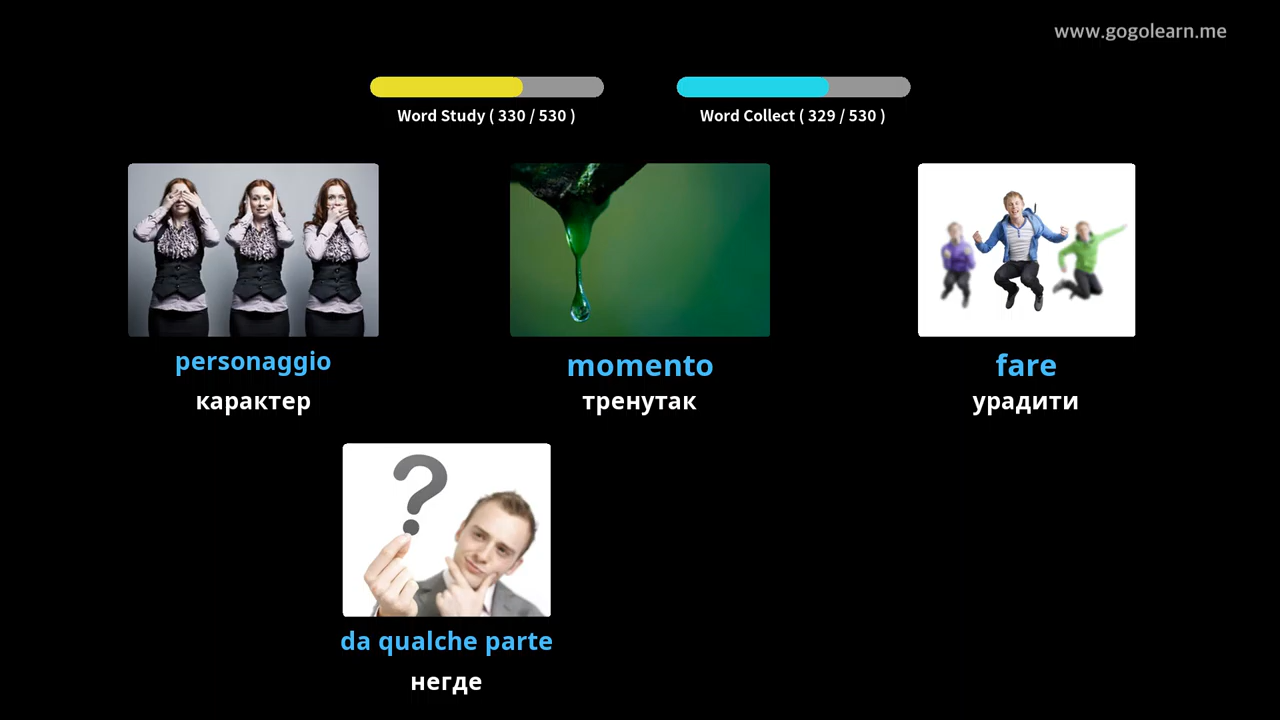 www.gogolearn.me
Word Study ( 330 / 530 )
Word Collect ( 329 / 530 )
personaggio
карактер
momento
тренутак
fare
урадити
da qualche parte
негде